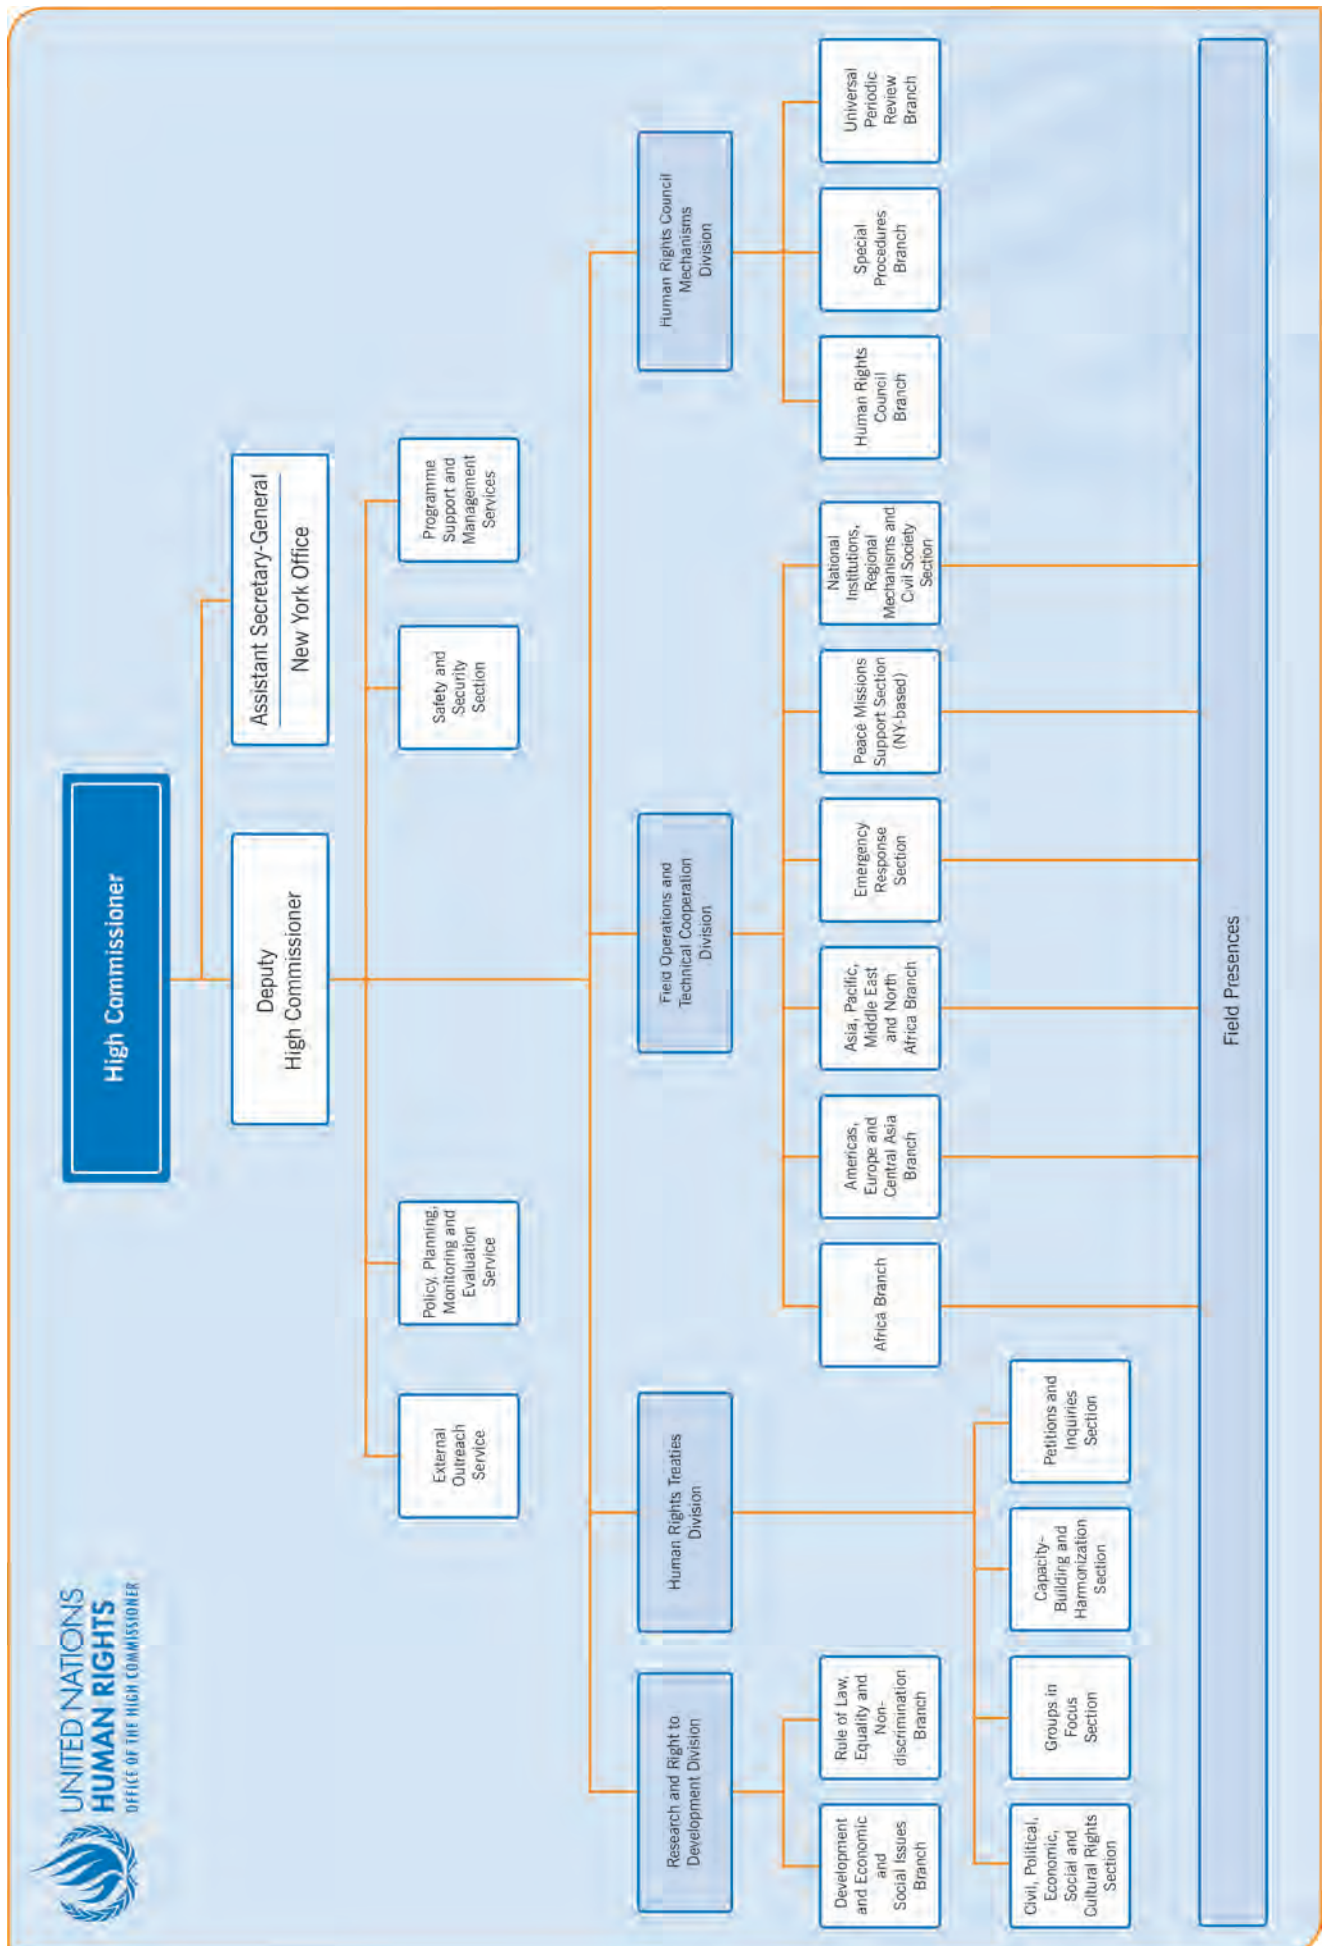 UNITED NATIONS
HUMAN RIGHTS
OFFICE OF THE HIGH COMMISSIONER
High Commissioner
Deputy
High Commissioner
Assistant Secretary-General
New York Office
External
Outreach
Service
Policy, Planning,
Monitoring and
Evaluation
Service
Safety and
Security
Section
Programme
Support and
Management
Services
Research and Right to
Development Division
Human Rights Treaties
Division
Field Operations and
Technical Cooperation
Division
Human Rights Council
Mechanisms
Division
Development
and Economic
and
Social Issues
Branch
Rule of Law,
Equality and
Non-
discrimination
Branch
Africa Branch
Americas,
Europe and
Central Asia
Branch
Asia, Pacific,
Middle East
and North
Africa Branch
Emergency
Response
Section
Peace Missions
Support Section
(NY-based)
National
Institutions,
Regional
Mechanisms and
Civil Society
Section
Human Rights
Council
Branch
Special
Procedures
Branch
Universal
Periodic
Review
Branch
Civil, Political,
Economic,
Social and
Cultural Rights
Section
Groups in
Focus
Section
Capacity-
Building and
Harmonization
Section
Petitions and
Inquiries
Section
Field Presences